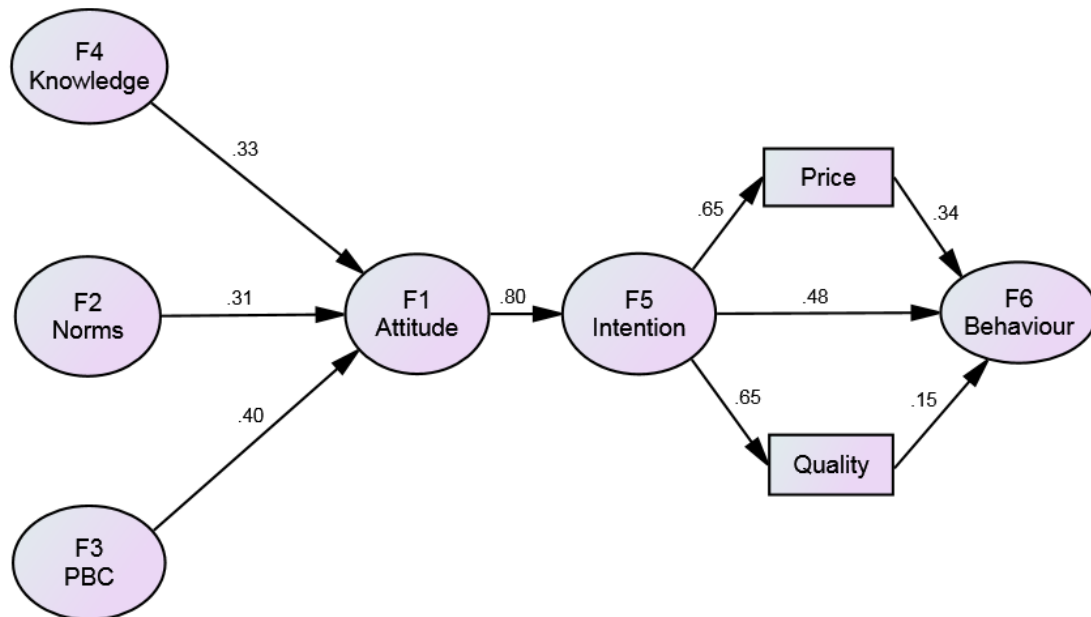 F4
Knowledge
.33
Price
.65
.34
F2
Norms
.31
F1
Attitude
.80
F5
Intention
.48
F6
Behaviour
.40
.65
.15
Quality
F3
PBC